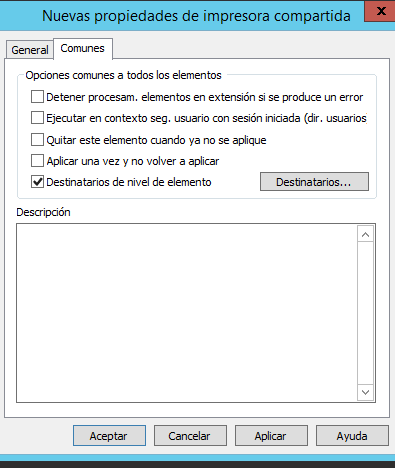 Nuevas propiedades de impresora compartida
x
General
Comunes
Opciones comunes a todos los elementos
Detener procesam. elementos en extensión si se produce un error
Ejecutar en contexto seg. usuario con sesión iniciada (dir. usuarios
Quitar este elemento cuando ya no se aplique
Aplicar una vez y no volver a aplicar
Destinatarios de nivel de elemento
Destinatarios...
Descripción
Aceptar
Cancelar
Aplicar
Ayuda